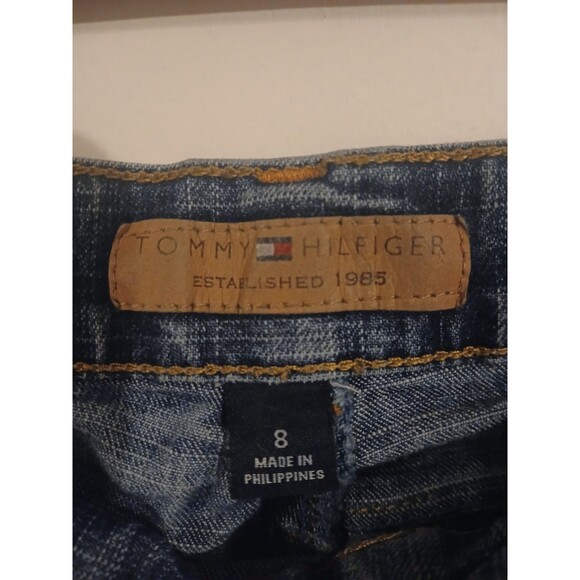 TOMMY HILFIGER
ESTABLISHED 1985
8
MADE IN
PHILIPPINES